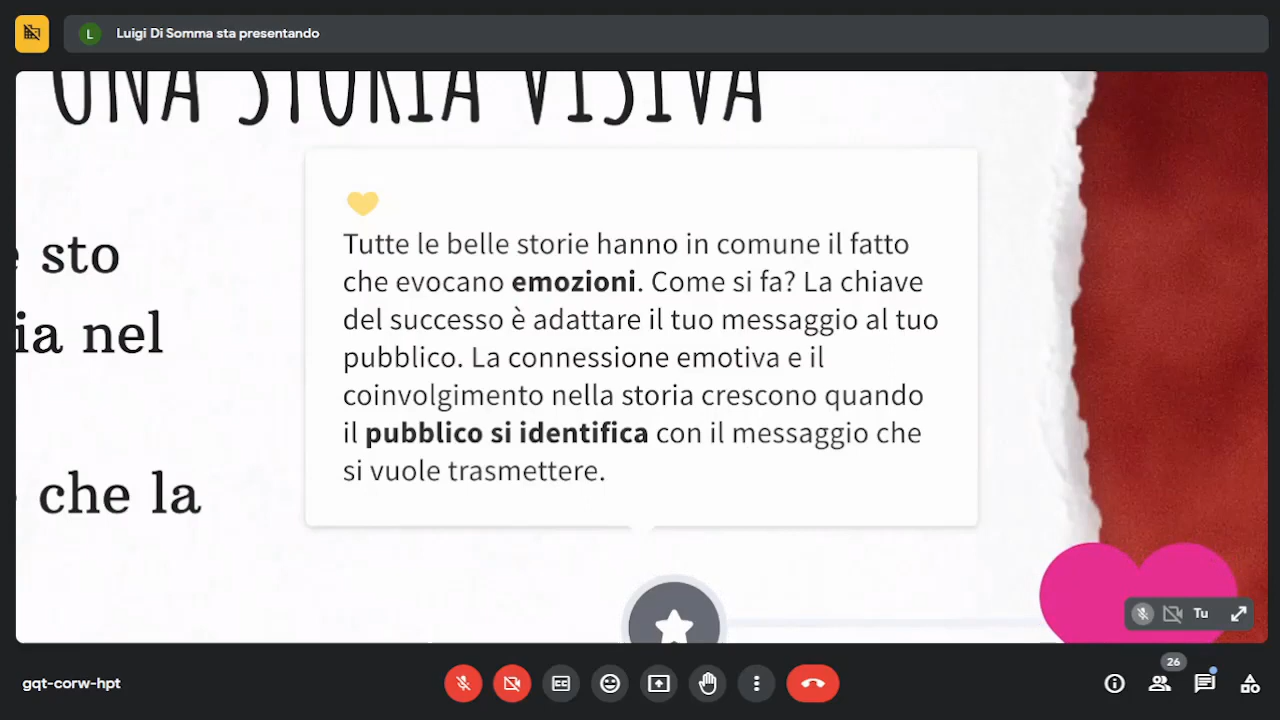 L Luigi Di Somma sta presentando
UNA STORIA VISIVA
e sto
ia nel
che la
Tutte le belle storie hanno in comune il fatto
che evocano emozioni. Come si fa? La chiave
del successo è adattare il tuo messaggio al tuo
pubblico. La connessione emotiva e il
coinvolgimento nella storia crescono quando
il pubblico si identifica con il messaggio che
si vuole trasmettere.
Tu
gqt-corw-hpt
26